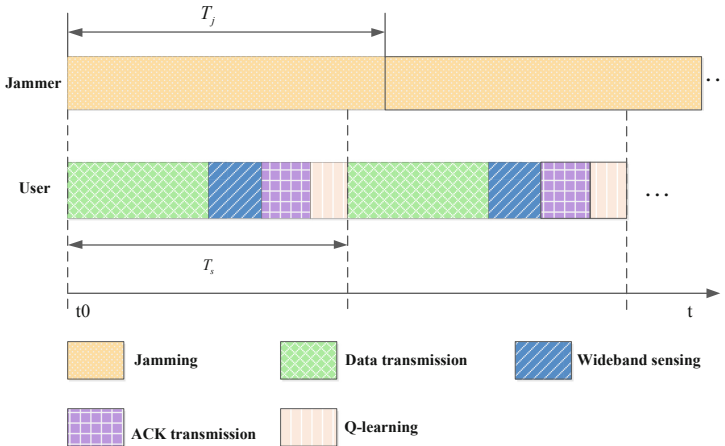 T_j
Jammer
. .
User
. . .
T_s
t0
t
Jamming
Data transmission
Wideband sensing
ACK transmission
Q-learning